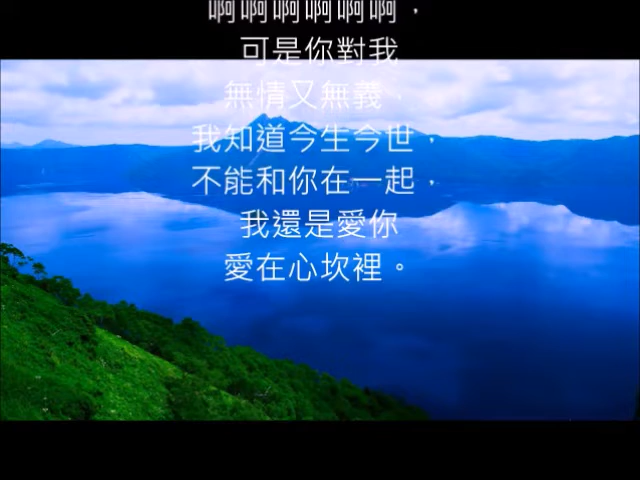 啊啊啊啊啊啊，
可是你對我
無情又無義，
我知道今生今世，
不能和你在一起，
我還是愛你
愛在心坎裡。